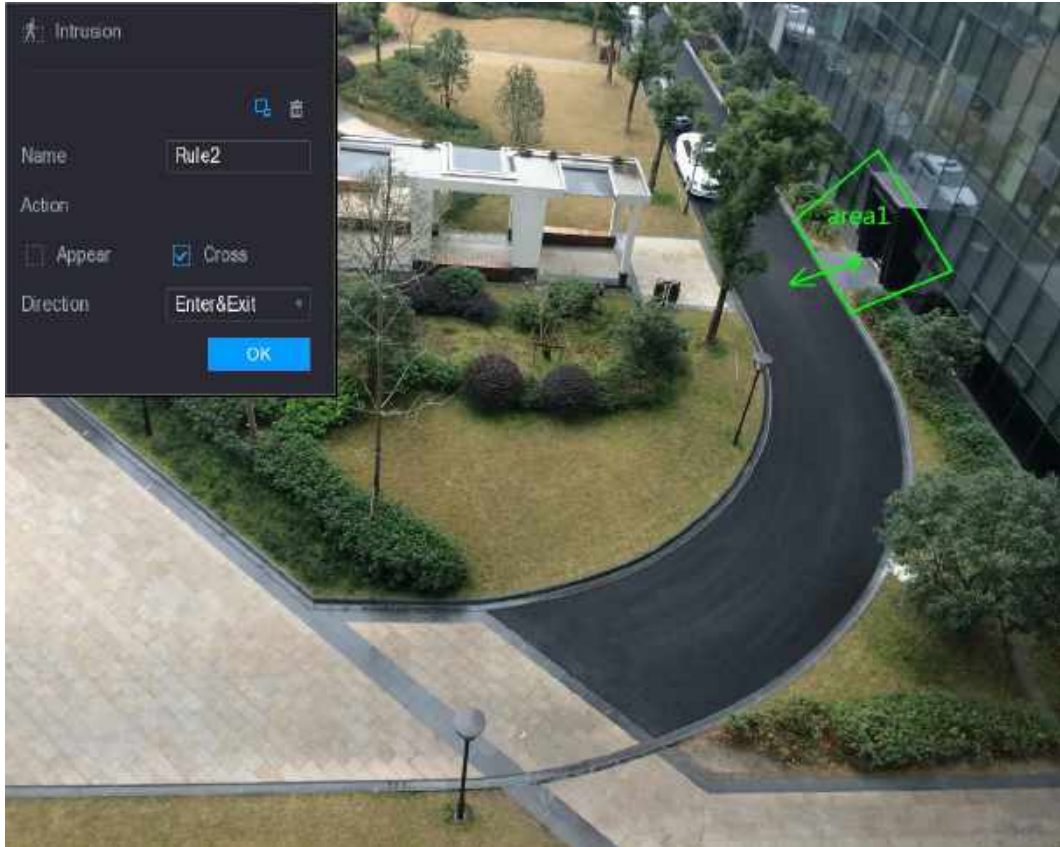 Intrusion
Name Rule2
Action
Appear Cross
Direction Enter&Exit
OK
area1